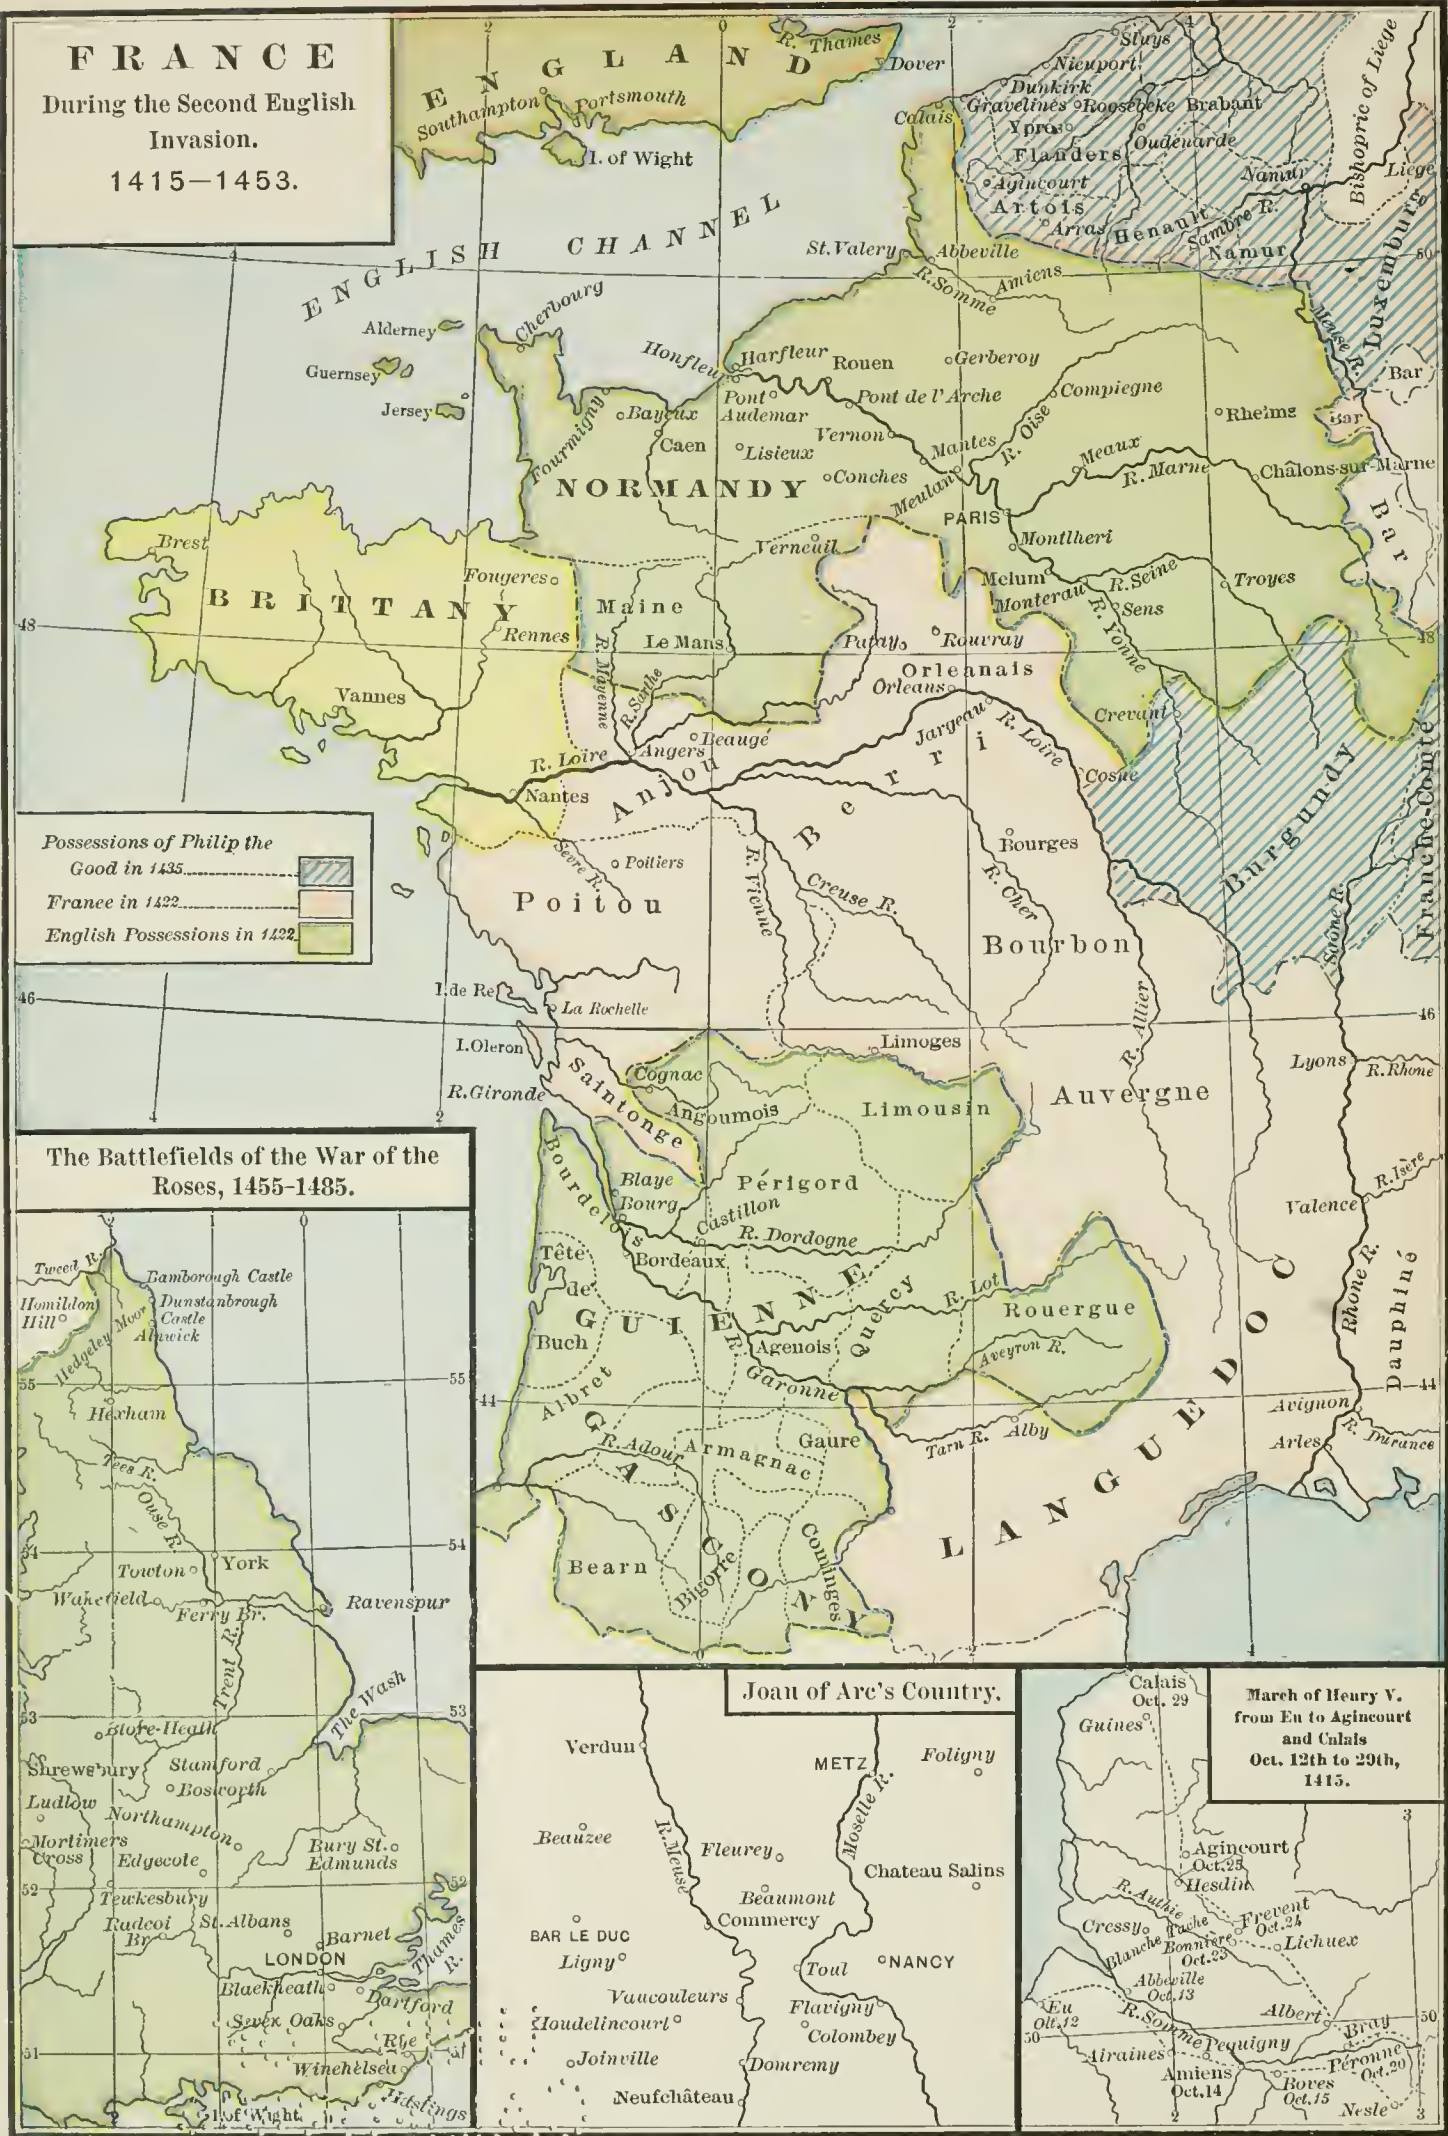 FRANCE
During the Second English
Invasion.
1415–1453.
ENGLAND
R. Thames
Dover
Southampton
Portsmouth
I. of Wight
ENGLISH CHANNEL
Sluys
Nieuport
Dunkirk
Gravelines
Roosebeke
Brabant
Calais
Ypres
Oudenarde
Flanders
Bishopric of Liege
Liege
Namur
Agincourt
Artois
Arras
Henault
Sambre R.
Namur
Luxemburg
St. Valery
Abbeville
R. Somme
Amiens
Meuse R.
Alderney
Guernsey
Jersey
Cherbourg
Honfleur
Harfleur
Rouen
Gerberoy
Bar
Pont
Audemar
Pont de l'Arche
Compiegne
Rheims
Bar
Fourmigny
Bayeux
Caen
Lisieux
Vernon
Mantes
R. Oise
Meaux
R. Marne
Châlons-sur-Marne
Conches
Meulan
NORMANDY
PARIS
Bar
Montlheri
Verneuil
Brest
BRITTANY
Fougeres
Rennes
Vannes
Maine
Le Mans
R. Mayenne
R. Sarthe
Melum
Monterau
R. Seine
Troyes
Sens
R. Yonne
Patay
Rouvray
Orleanais
Orleans
Jargeau
R. Loire
Crevant
Cosne
Beaugé
Angers
R. Loire
Nantes
Anjou
Berri
Burgundy
Franche-Comté
Possessions of Philip the
Good in 1435
France in 1422
English Possessions in 1422
Sevre R.
Poitiers
Poitou
R. Vienne
Creuse R.
Bourges
R. Cher
Bourbon
Saône R.
R. Allier
I. de Re
La Rochelle
I. Oleron
R. Gironde
Saintonge
Cognac
Angoumois
Limoges
Limousin
Auvergne
Lyons
R. Rhone
Bourdelois
Blaye
Bourg
Périgord
Castillon
R. Dordogne
Bordeaux
Valence
R. Isère
Rhone R.
Dauphiné
Tête
de
Buch
GUIENNE
Agenois
Quercy
R. Lot
Rouergue
Aveyron R.
R. Garonne
Albret
R. Adour
Armagnac
Gaure
Tarn R.
Alby
Avignon
R. Durance
Arles
LANGUEDOC
GASCONY
Bearn
Bigorre
Cominges
The Battlefields of the War of the
Roses, 1455-1485.
Tweed R.
Bamborough Castle
Homildon
Hill
Dunstanbrough
Castle
Hedgeley Moor
Alnwick
Hexham
Tees R.
Ouse R.
Towton
York
Wakefield
Ferry Br.
Ravenspur
Trent R.
The Wash
Blore-Heath
Shrewsbury
Stamford
Bosworth
Ludlow
Northampton
Mortimers
Cross
Edgecote
Bury St.
Edmunds
Tewkesbury
Radcoi
Br.
St. Albans
Barnet
LONDON
Thames
R.
Blackheath
Dartford
Sevex Oaks
Rye
Winchelsea
Hastings
I. of Wight
Joan of Arc's Country.
Verdun
METZ
Foligny
Moselle R.
Beauzee
R. Meuse
Fleurey
Chateau Salins
Beaumont
Commercy
BAR LE DUC
Ligny
Toul
NANCY
Vaucouleurs
Flavigny
Houdelincourt
Colombey
Joinville
Domremy
Neufchâteau
March of Henry V.
from Eu to Agincourt
and Calais
Oct. 12th to 29th,
1415.
Calais
Oct. 29
Guines
Agincourt
Oct. 25
Hesdin
R. Authie
Frevent
Oct. 24
Cressy
Blanche Tache
Bonniere
Oct. 23
Lichuex
Abbeville
Oct. 13
Eu
Olt. 12
R. Somme
Albert
Bray
Airaines
Pequigny
Péronne
Oct. 20
Amiens
Oct. 14
Boves
Oct. 15
Nesle